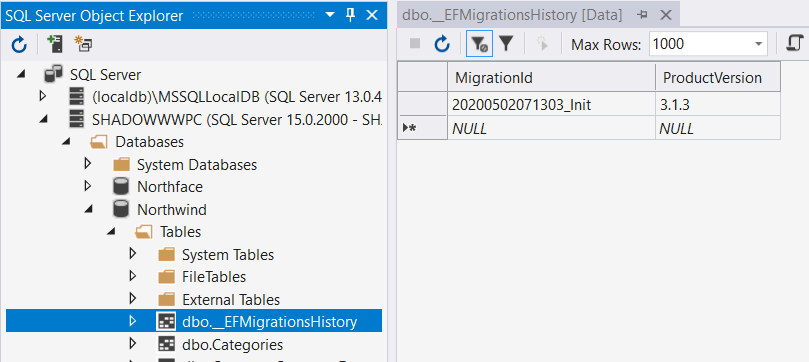 SQL Server Object Explorer
SQL Server
(localdb)\MSSQLLocalDB (SQL Server 13.0.4
SHADOWWWPC (SQL Server 15.0.2000 - SH
Databases
System Databases
Northface
Northwind
Tables
System Tables
FileTables
External Tables
dbo.__EFMigrationsHistory
dbo.Categories
dbo.__EFMigrationsHistory [Data]
Max Rows: 1000
MigrationId ProductVersion
20200502071303_Init 3.1.3
NULL NULL